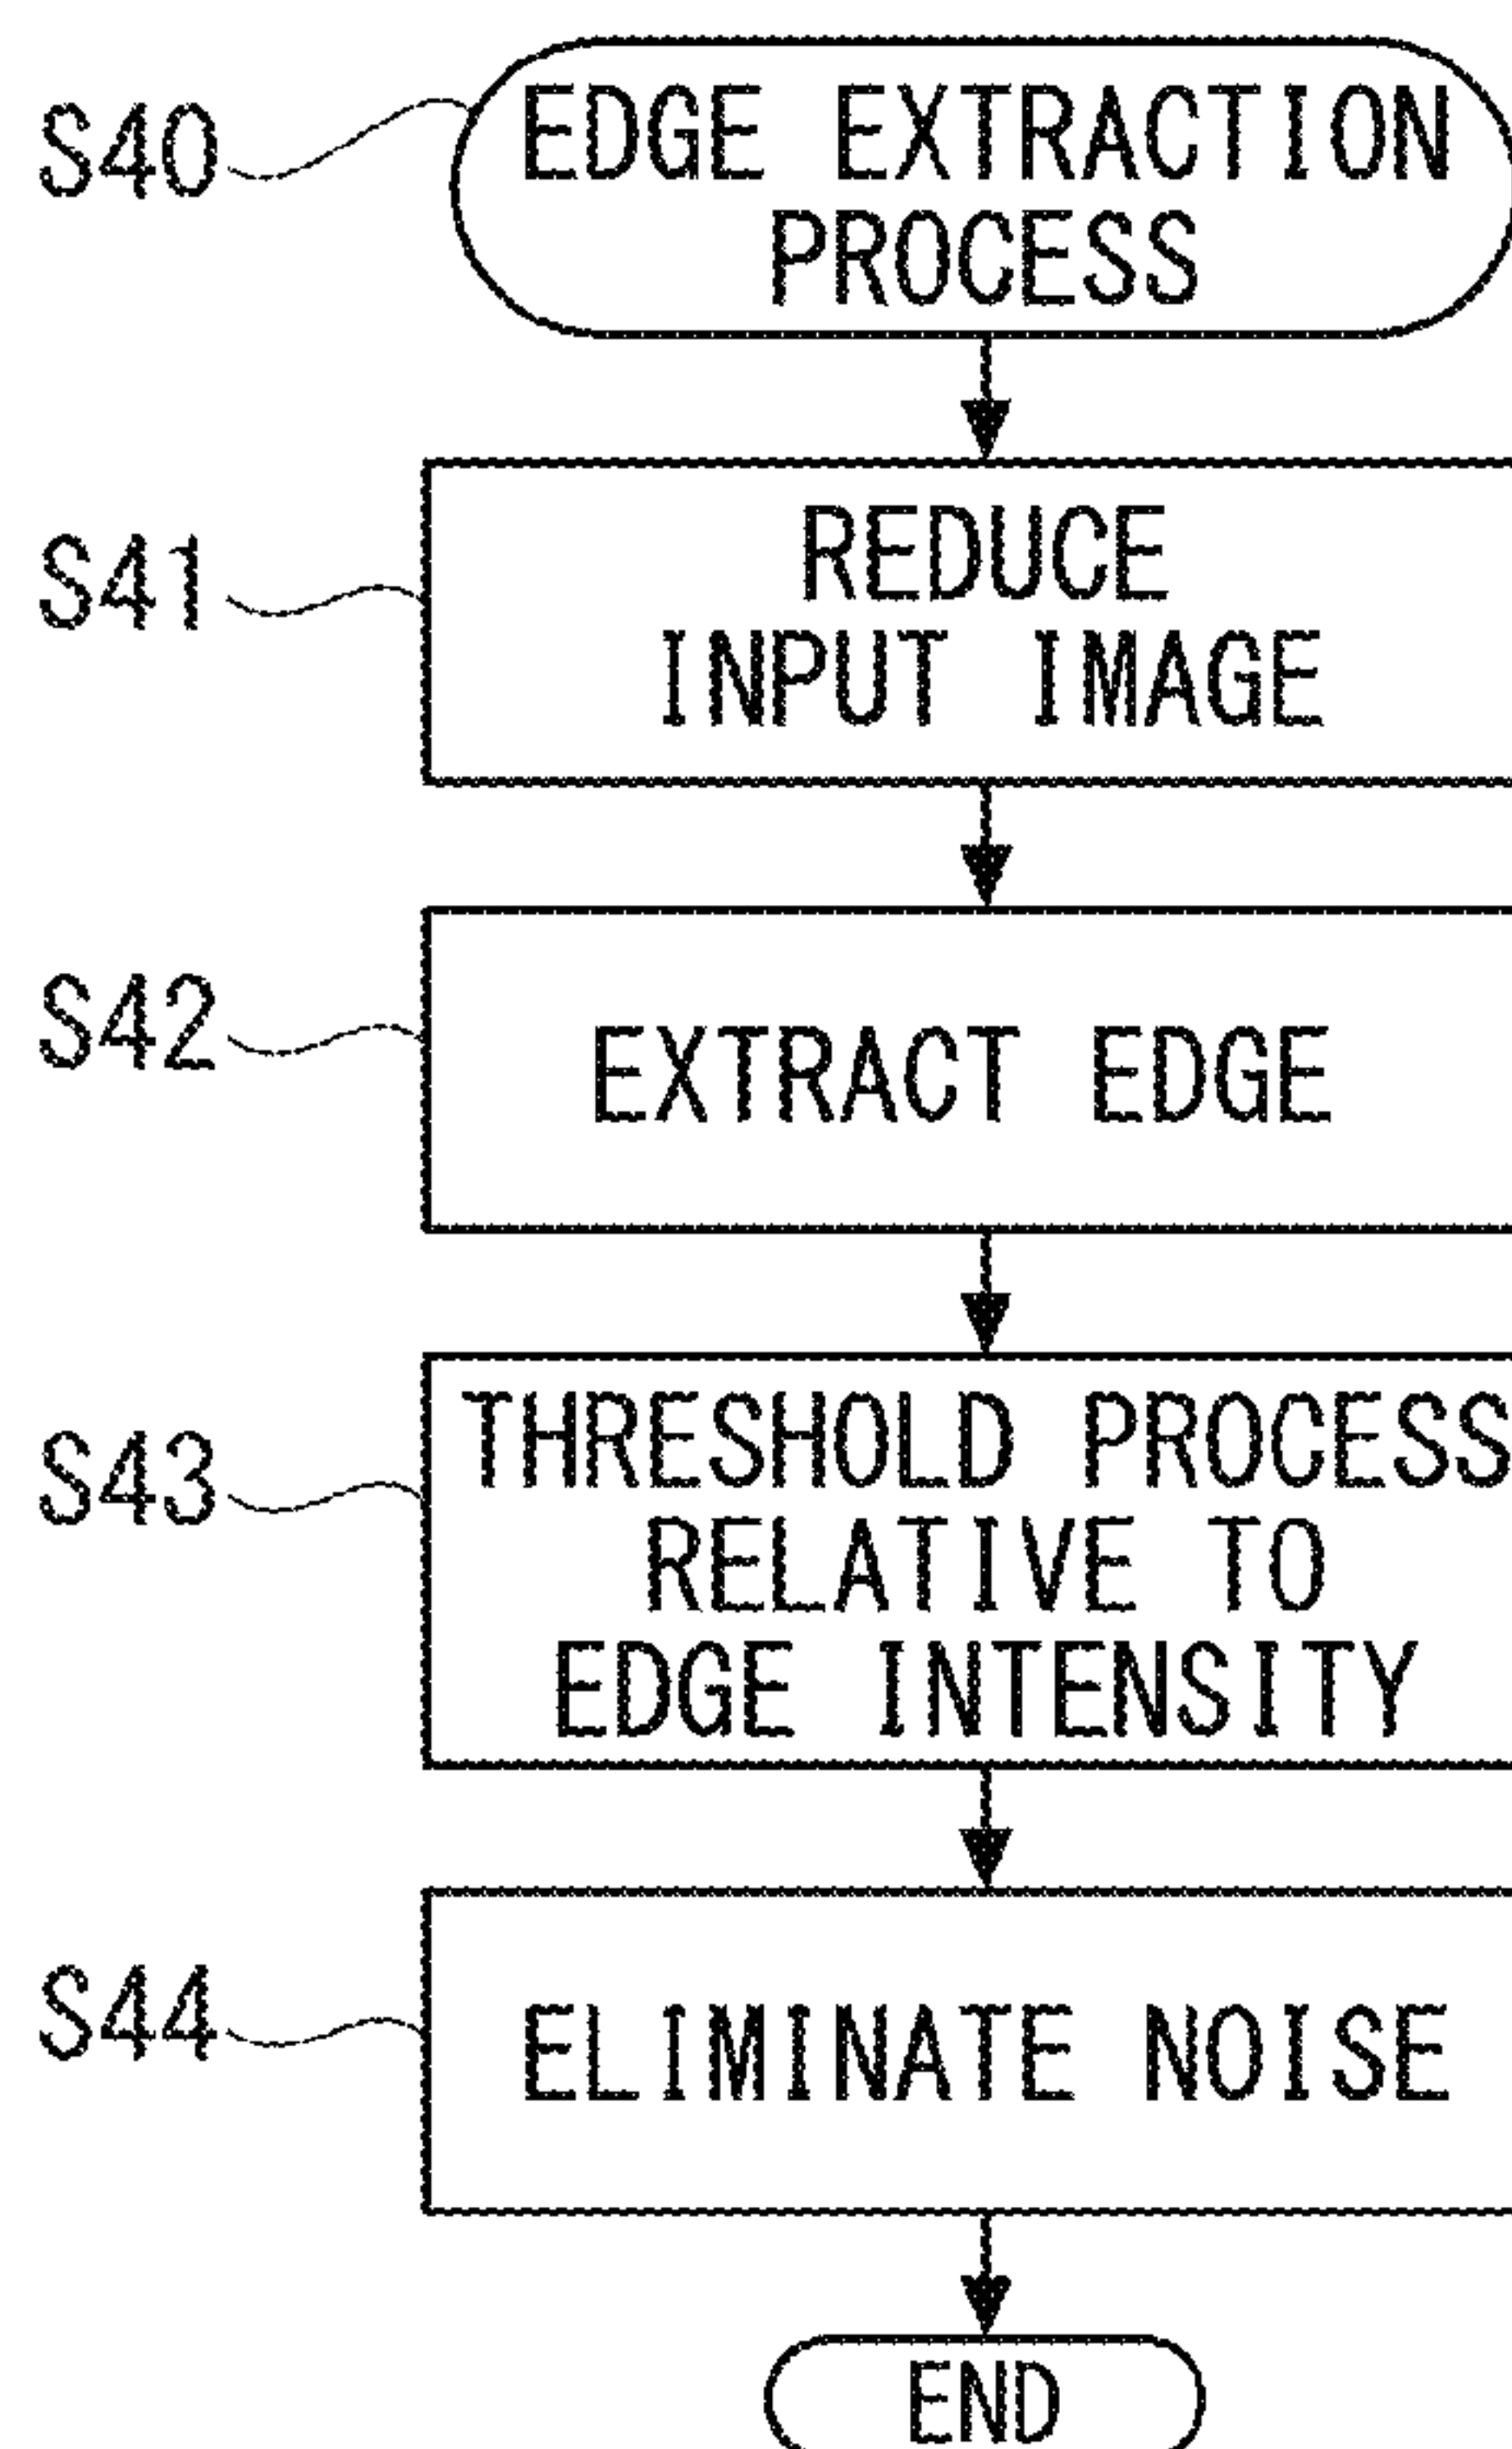 S40
EDGE EXTRACTION
PROCESS
S41
REDUCE
INPUT IMAGE
S42
EXTRACT EDGE
S43
THRESHOLD PROCESS
RELATIVE TO
EDGE INTENSITY
S44
ELIMINATE NOISE
END